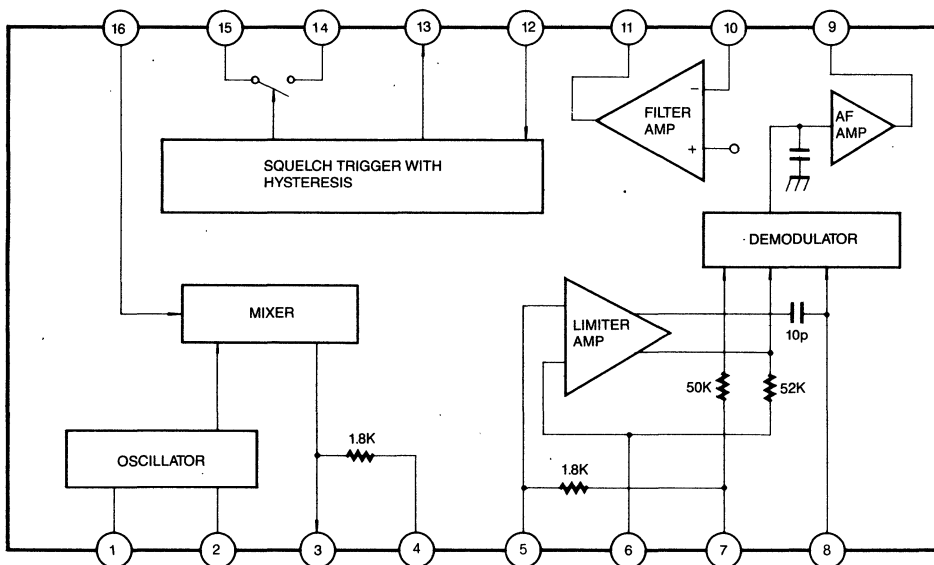 16 15 14 13 12 11 10 9
FILTER
AMP
−
+
AF
AMP
SQUELCH TRIGGER WITH
HYSTERESIS
DEMODULATOR
MIXER
LIMITER
AMP
10p
50K
52K
OSCILLATOR
1.8K
1.8K
1 2 3 4 5 6 7 8